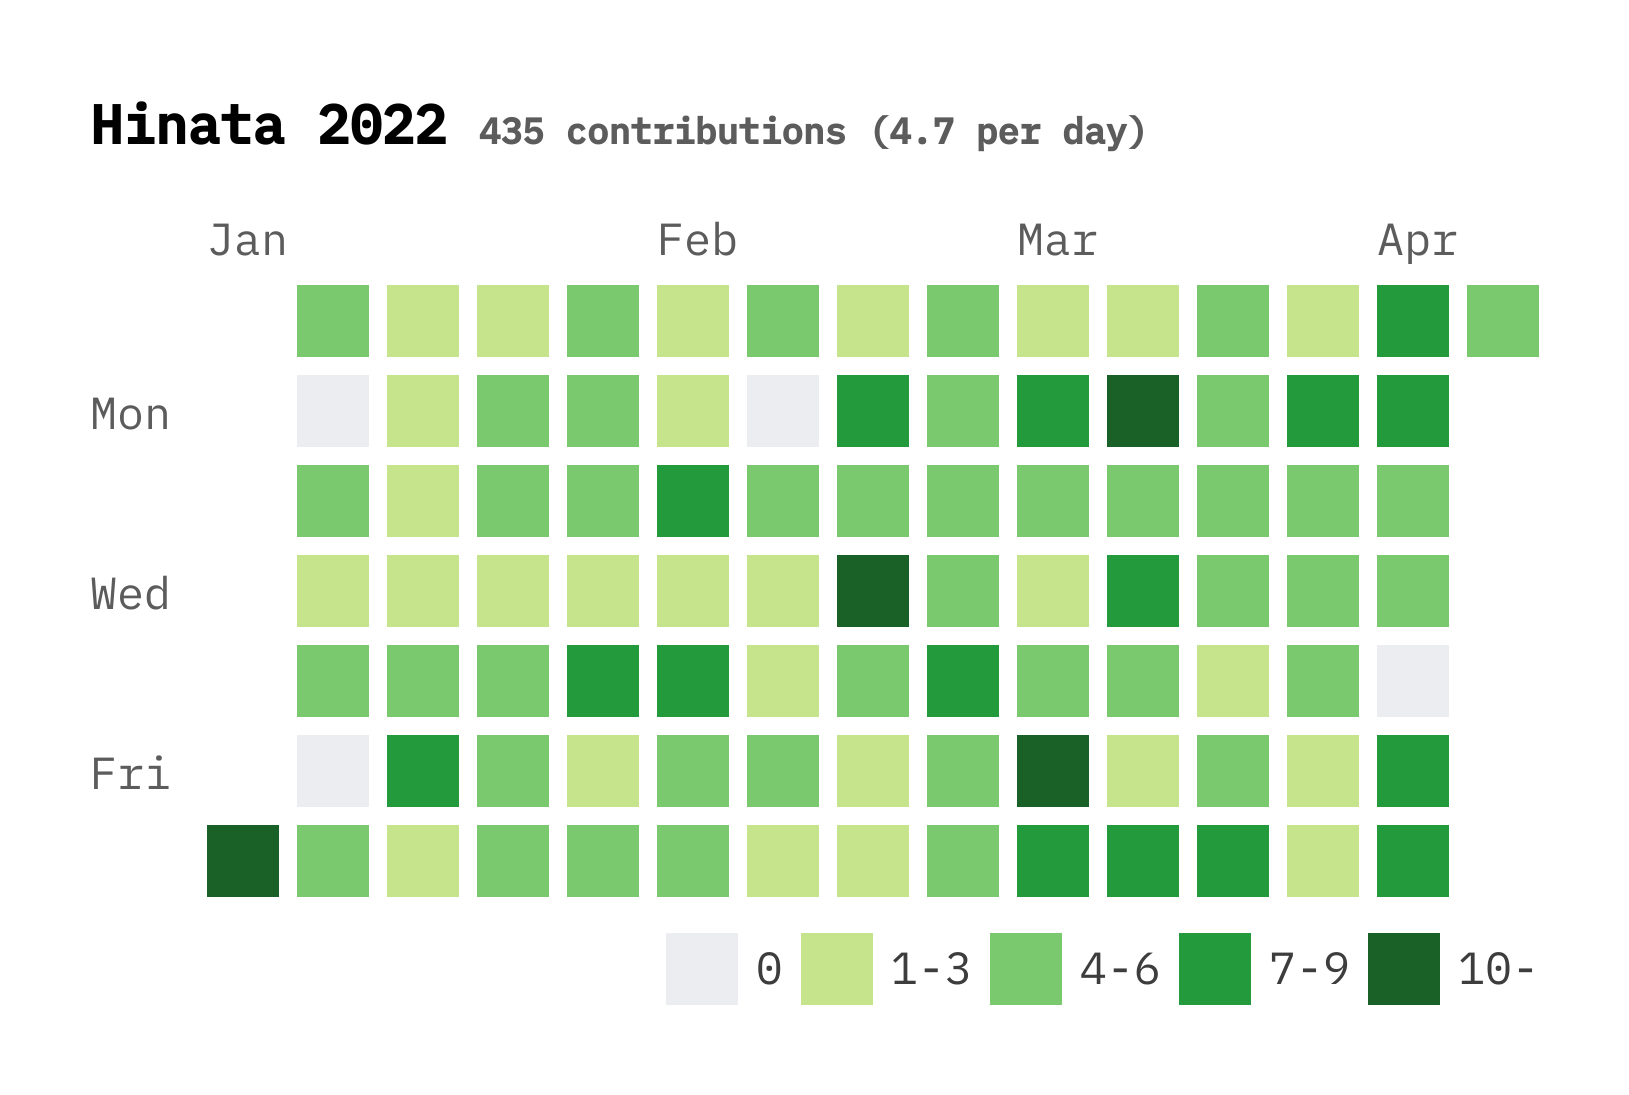 Hinata 2022 435 contributions (4.7 per day)
Jan Feb Mar Apr
Mon
Wed
Fri
0 1-3 4-6 7-9 10-